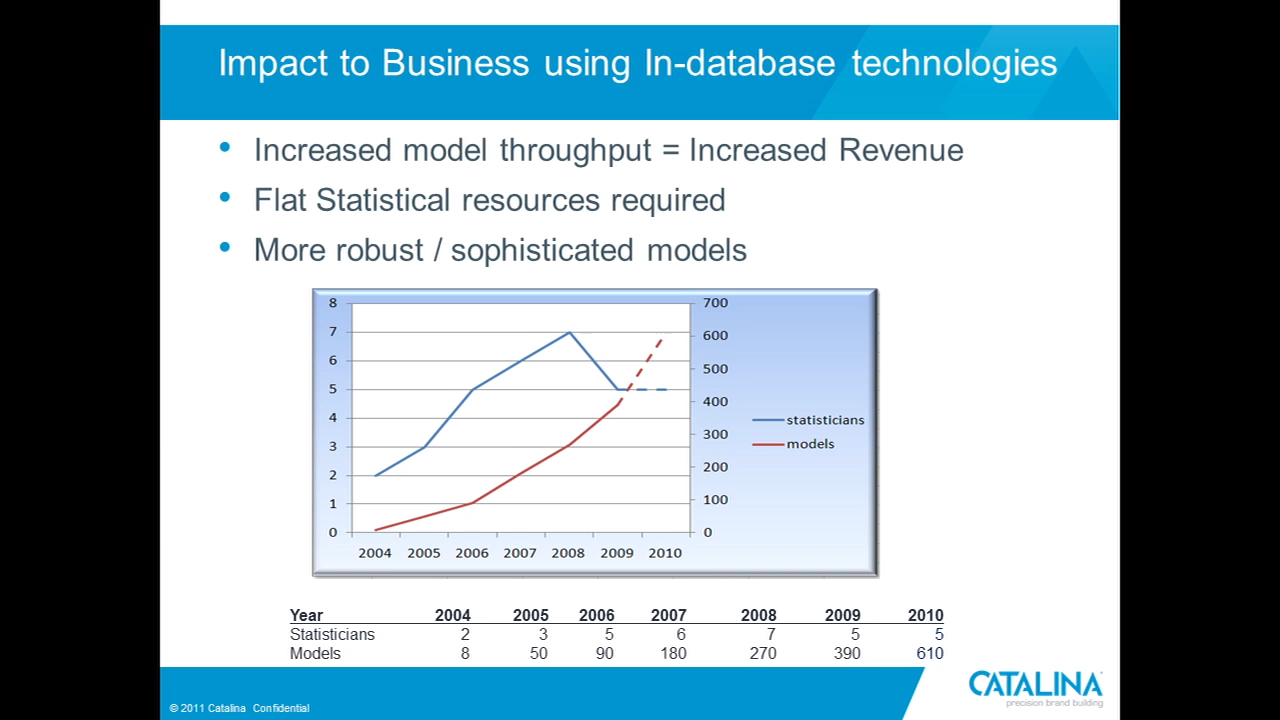 Impact to Business using In-database technologies
• Increased model throughput = Increased Revenue
• Flat Statistical resources required
• More robust / sophisticated models
8 700
7 600
6 500
5 400
4 300
3 200
2 100
1 0
0
statisticians
models
2004 2005 2006 2007 2008 2009 2010
Year 2004 2005 2006 2007 2008 2009 2010
Statisticians 2 3 5 6 7 5 5
Models 8 50 90 180 270 390 610
© 2011 Catalina Confidential
CATALINA
precision brand building